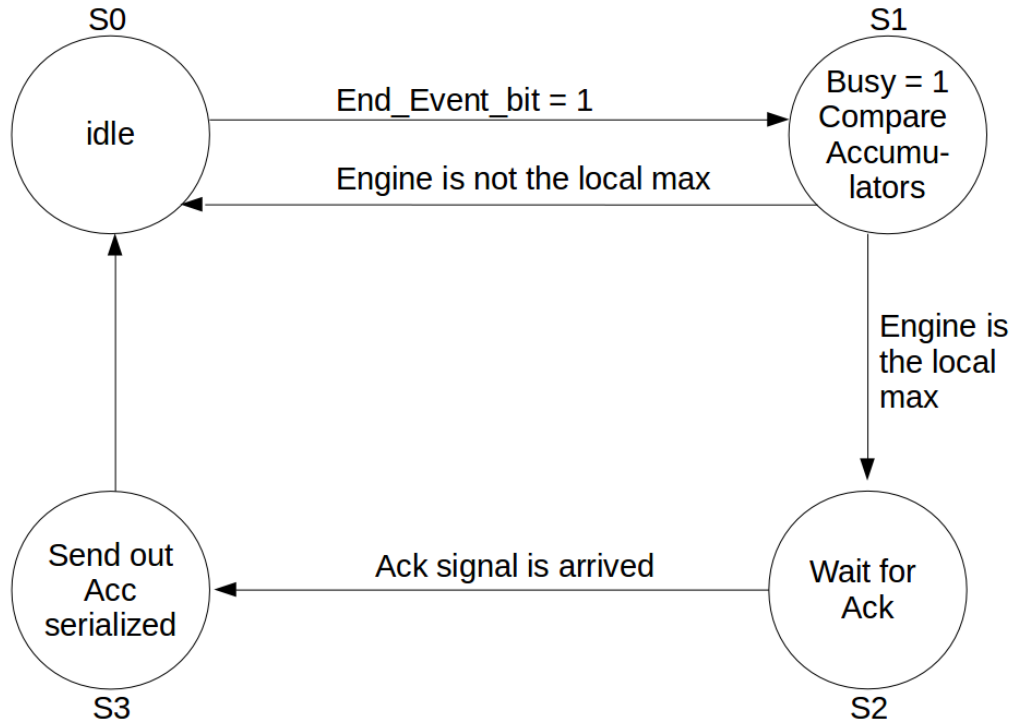 S0
S1
idle
End_Event_bit = 1
Busy = 1
Compare
Accumu-
lators
Engine is not the local max
Engine is
the local
max
Send out
Acc
serialized
Ack signal is arrived
Wait for
Ack
S3
S2